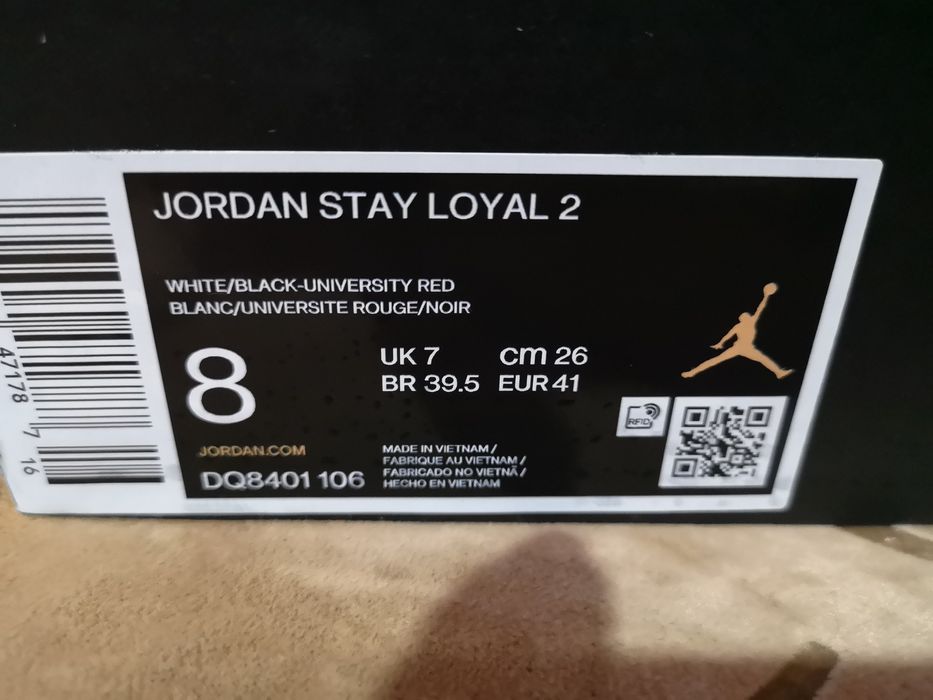 JORDAN STAY LOYAL 2
WHITE/BLACK-UNIVERSITY RED
BLANC/UNIVERSITE ROUGE/NOIR
8
UK 7 cm 26
BR 39.5 EUR 41
RFID
JORDAN.COM
DQ8401 106
MADE IN VIETNAM /
FABRIQUE AU VIETNAM /
FABRICADO NO VIETNÃ /
HECHO EN VIETNAM
47178 7
16